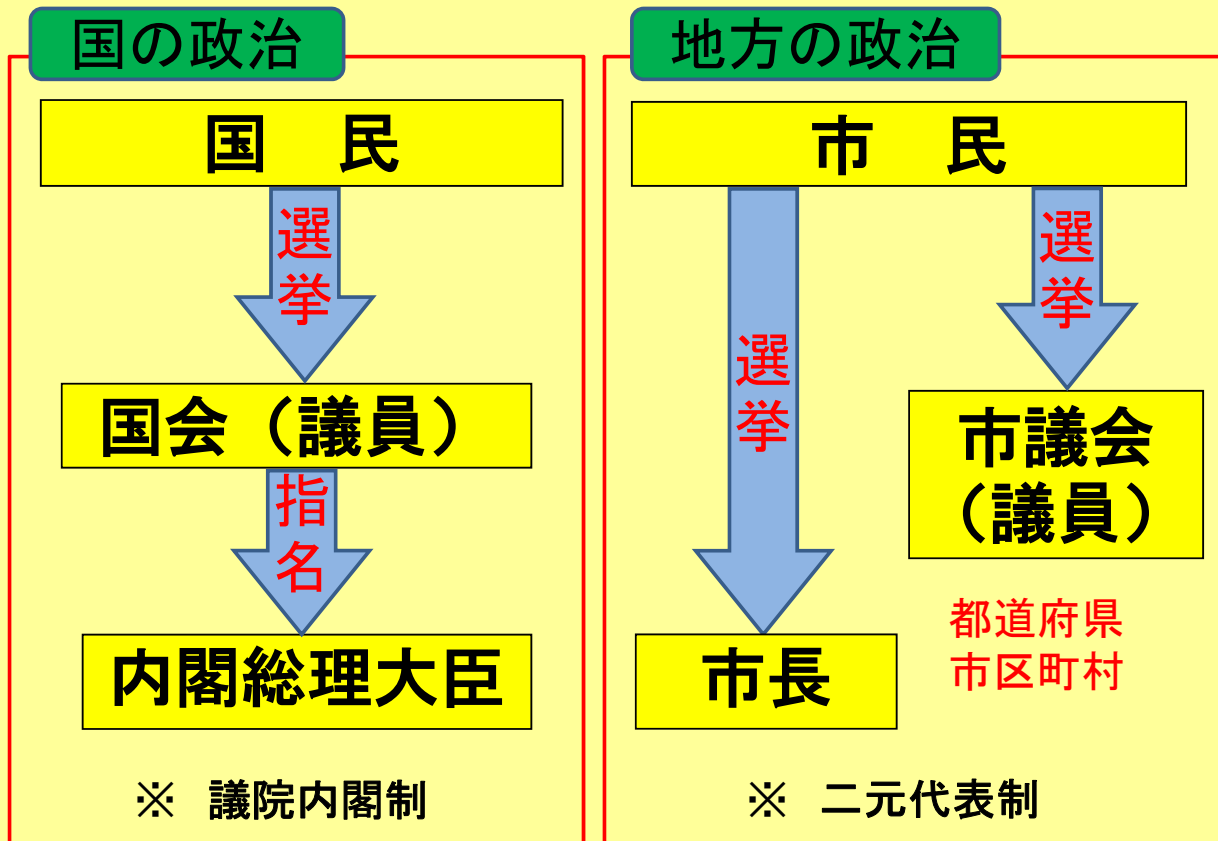 国の政治
国　民
選挙
国会（議員）
指名
内閣総理大臣
※　議院内閣制
地方の政治
市　民
選挙
選挙
市議会
（議員）
市長
都道府県
市区町村
※　二元代表制